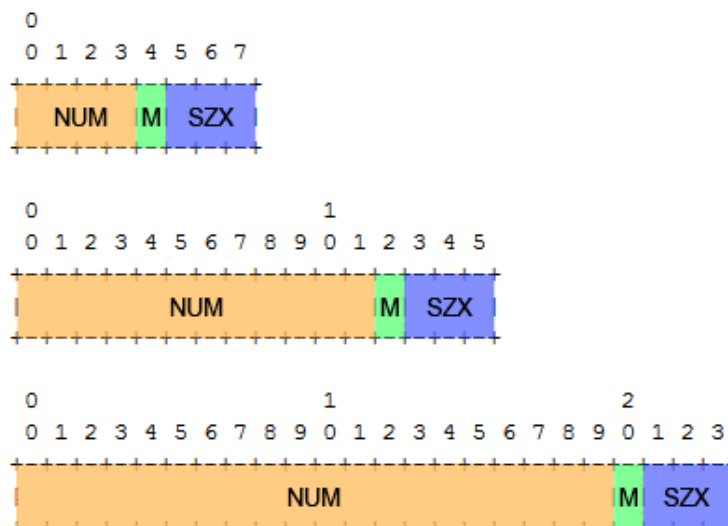 0
0 1 2 3 4 5 6 7
NUM M SZX
0 1
0 1 2 3 4 5 6 7 8 9 0 1 2 3 4 5
NUM M SZX
0 1 2
0 1 2 3 4 5 6 7 8 9 0 1 2 3 4 5 6 7 8 9 0 1 2 3
NUM M SZX